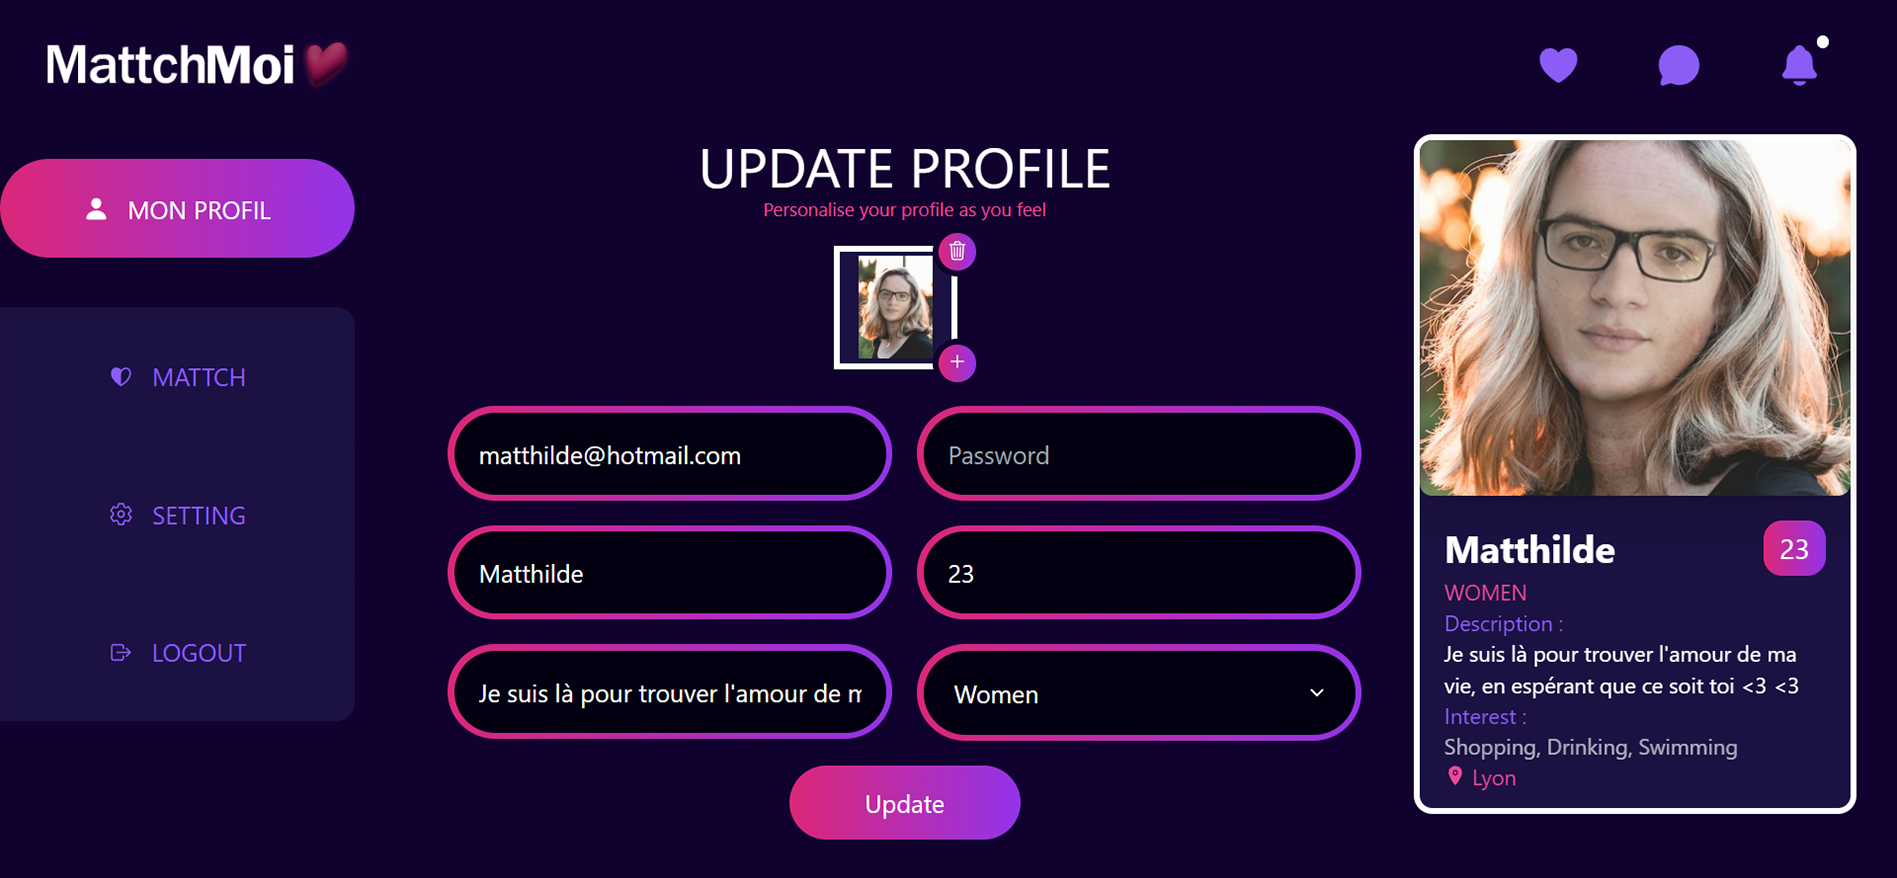 MattchMoi
MON PROFIL
MATTCH
SETTING
LOGOUT
UPDATE PROFILE
Personalise your profile as you feel
matthilde@hotmail.com
Password
Matthilde
23
Je suis là pour trouver l'amour de m
Women
Update
Matthilde
23
WOMEN
Description :
Je suis là pour trouver l'amour de ma
vie, en espérant que ce soit toi <3 <3
Interest :
Shopping, Drinking, Swimming
Lyon